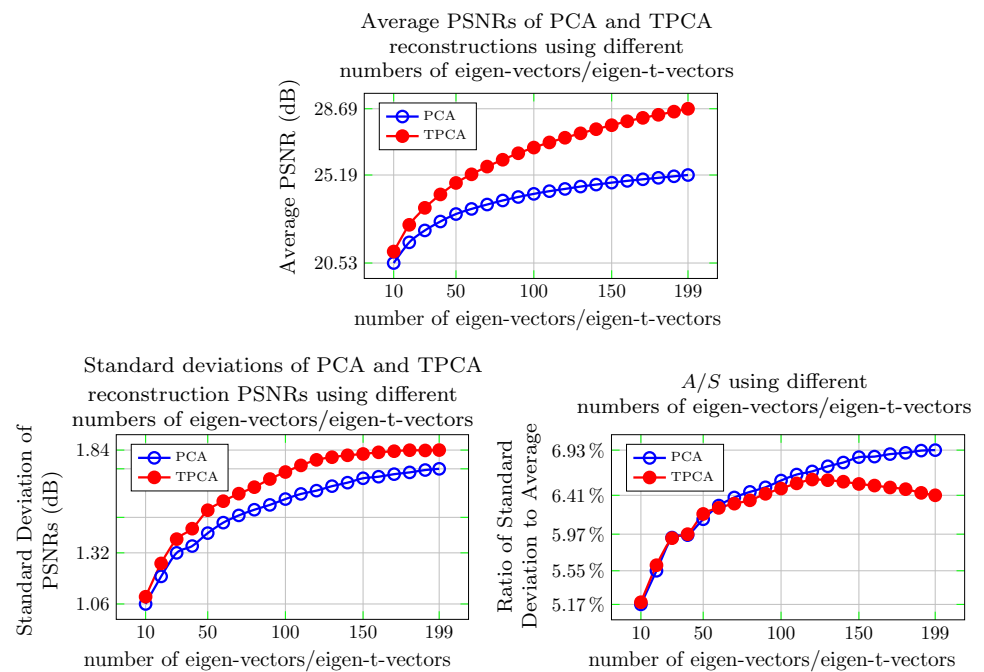 Average PSNRs of PCA and TPCA
reconstructions using different
numbers of eigen-vectors/eigen-t-vectors
Average PSNR (dB)
28.69
25.19
20.53
PCA
TPCA
10
50
100
150
199
number of eigen-vectors/eigen-t-vectors
Standard deviations of PCA and TPCA
reconstruction PSNRs using different
numbers of eigen-vectors/eigen-t-vectors
Standard Deviation of
PSNRs (dB)
1.84
1.32
1.06
PCA
TPCA
10
50
100
150
199
number of eigen-vectors/eigen-t-vectors
A/S using different
numbers of eigen-vectors/eigen-t-vectors
Ratio of Standard
Deviation to Average
6.93 %
6.41 %
5.97 %
5.55 %
5.17 %
PCA
TPCA
10
50
100
150
199
number of eigen-vectors/eigen-t-vectors